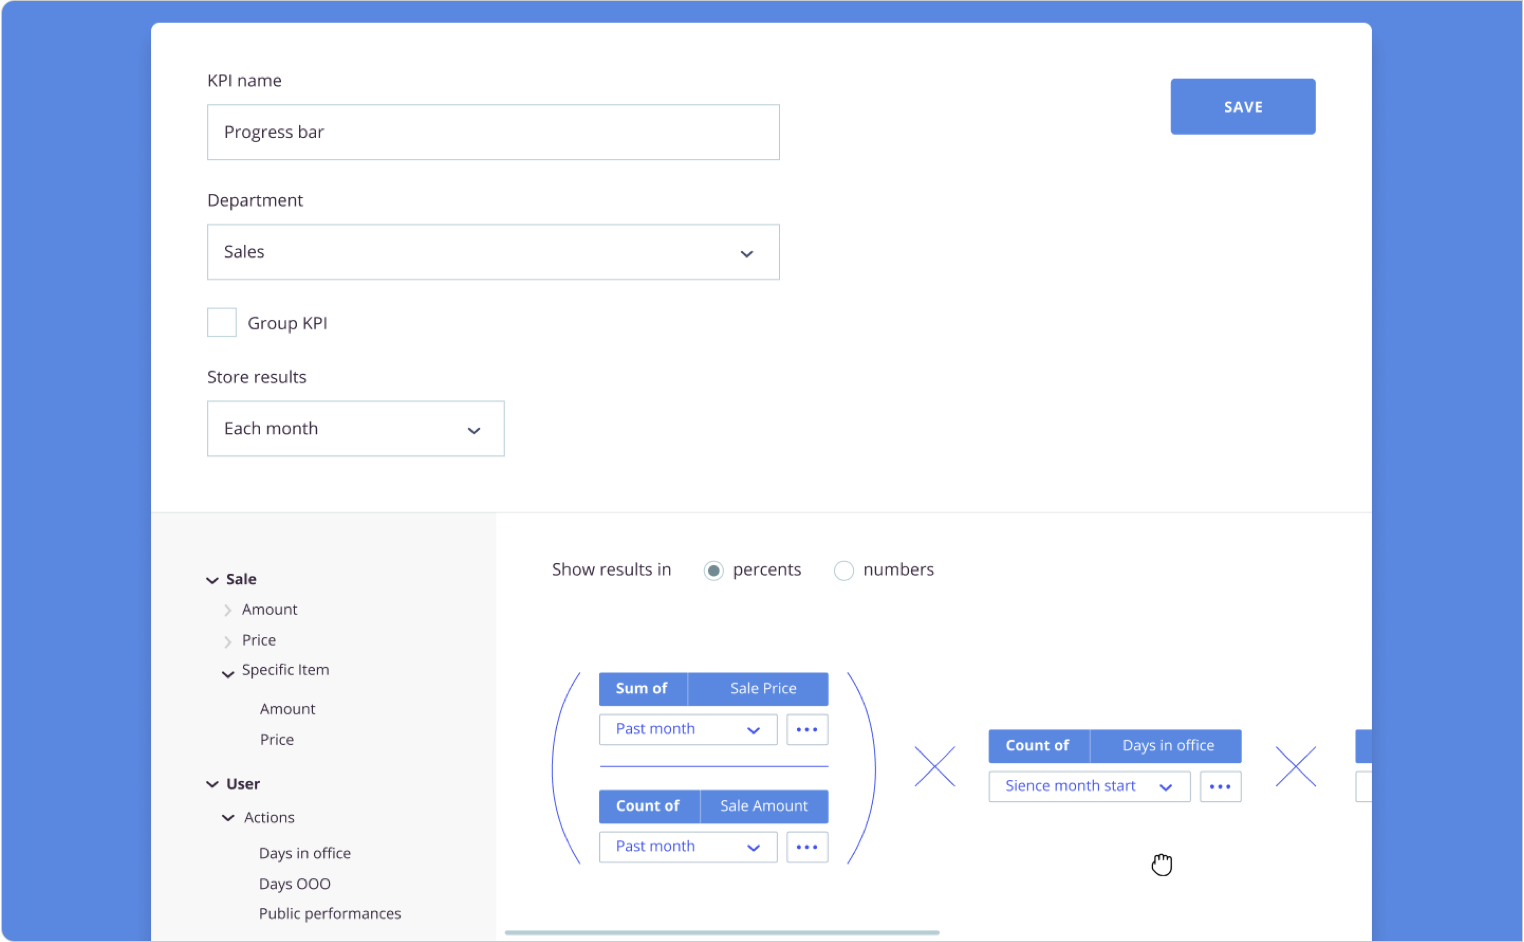 KPI name
SAVE
Progress bar
Department
Sales
Group KPI
Store results
Each month
Show results in percents numbers
Sale
Amount
Price
Specific Item
Amount
Price
User
Actions
Days in office
Days OOO
Public performances
Sum of Sale Price
Past month
Count of Sale Amount
Past month
Count of Days in office
Sience month start